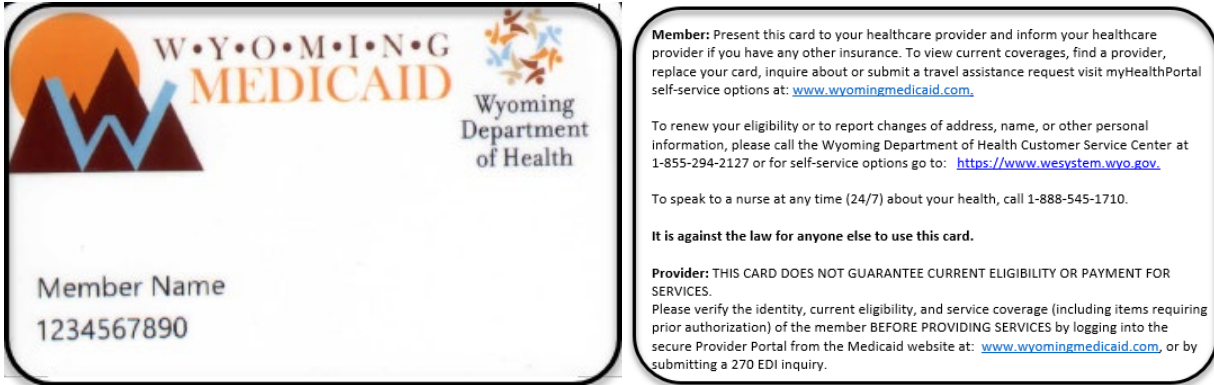 W•Y•O•M•I•N•G
MEDICAID
Wyoming
Department
of Health
Member Name
1234567890
Member: Present this card to your healthcare provider and inform your healthcare
provider if you have any other insurance. To view current coverages, find a provider,
replace your card, inquire about or submit a travel assistance request visit myHealthPortal
self-service options at: www.wyomingmedicaid.com.
To renew your eligibility or to report changes of address, name, or other personal
information, please call the Wyoming Department of Health Customer Service Center at
1-855-294-2127 or for self-service options go to: https://www.wesystem.wyo.gov.
To speak to a nurse at any time (24/7) about your health, call 1-888-545-1710.
It is against the law for anyone else to use this card.
Provider: THIS CARD DOES NOT GUARANTEE CURRENT ELIGIBILITY OR PAYMENT FOR
SERVICES.
Please verify the identity, current eligibility, and service coverage (including items requiring
prior authorization) of the member BEFORE PROVIDING SERVICES by logging into the
secure Provider Portal from the Medicaid website at: www.wyomingmedicaid.com, or by
submitting a 270 EDI inquiry.